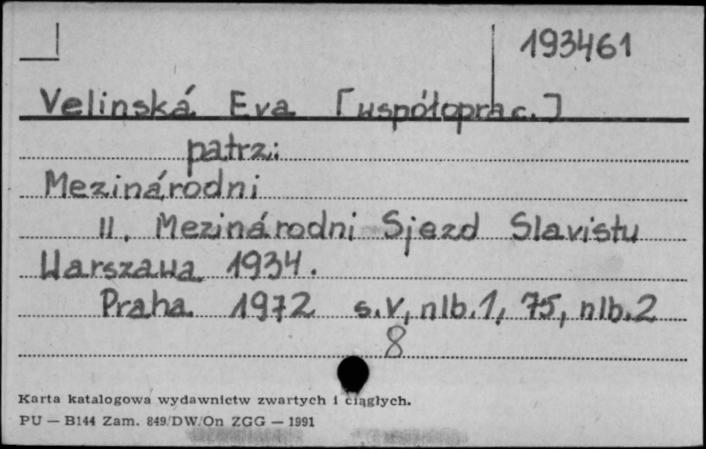 193461
Velinská Eva [współoprac.]
patrz:
Mezinárodni
II. Mezinárodni Sjezd Slavistu
Warszawa 1934.
Praha 1972 s.V, nlb.1, 75, nlb.2
8
Karta katalogowa wydawnictw zwartych i ciągłych.
PU — B144 Zam. 849/DW/On ZGG — 1991